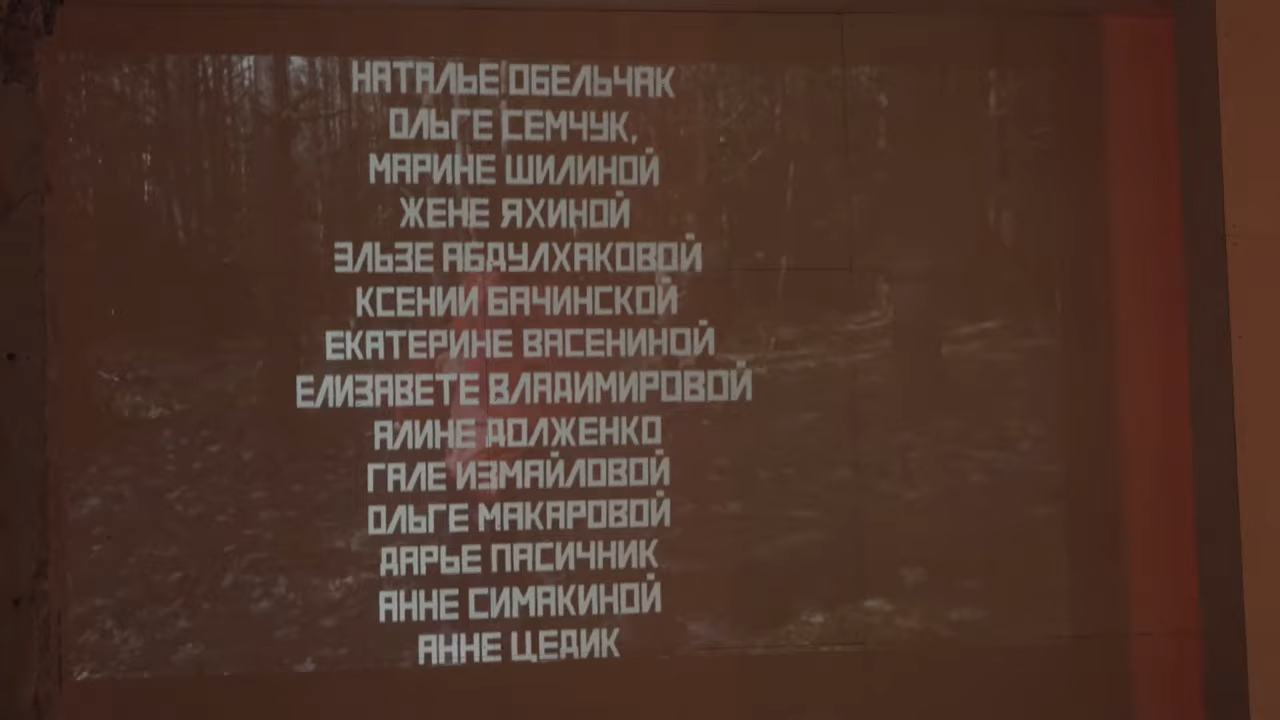 НАТАЛЬЕ ОБЕЛЬЧАК
ОЛЬГЕ СЕМЧУК,
МАРИНЕ ШИЛИНОЙ
ЖЕНЕ ЯХИНОЙ
ЭЛЬЗЕ АБДУЛХАКОВОЙ
КСЕНИИ БАЧИНСКОЙ
ЕКАТЕРИНЕ ВАСЕНИНОЙ
ЕЛИЗАВЕТЕ ВЛАДИМИРОВОЙ
АЛИНЕ ДОЛЖЕНКО
ГАЛЕ ИЗМАЙЛОВОЙ
ОЛЬГЕ МАКАРОВОЙ
ДАРЬЕ ПАСИЧНИК
АННЕ СИМАКИНОЙ
АННЕ ЦЕДИК